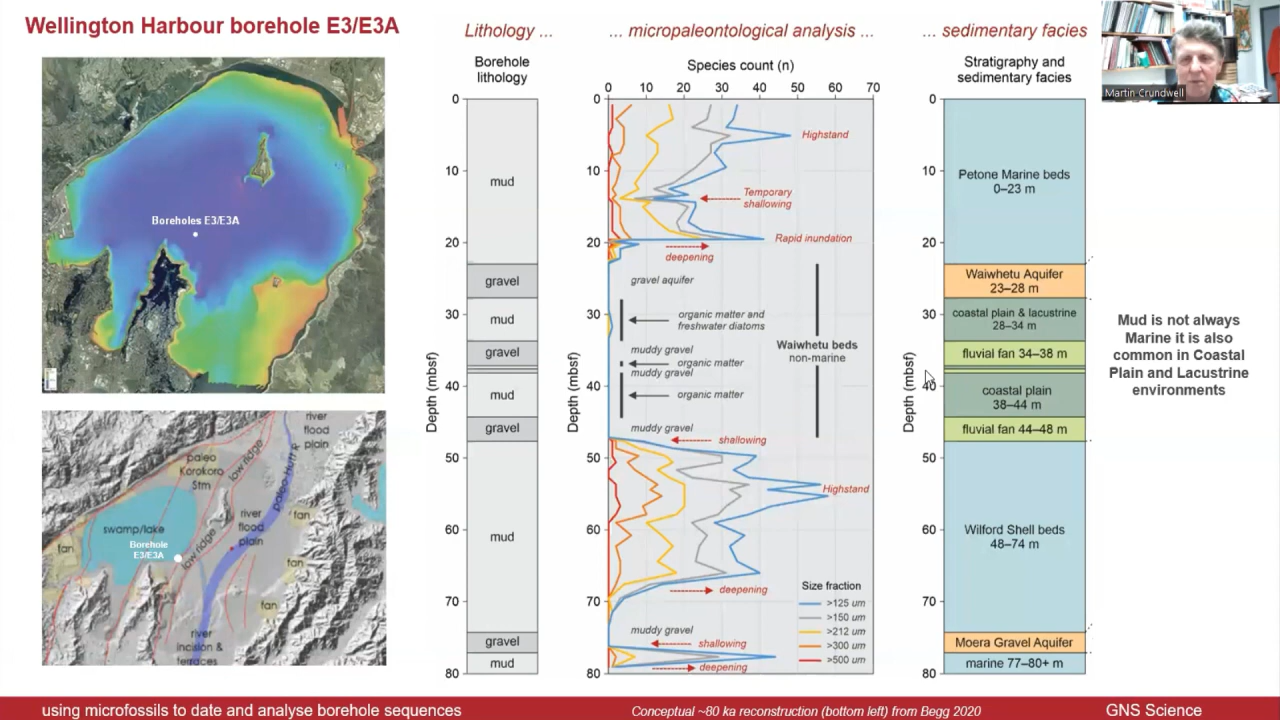 Wellington Harbour borehole E3/E3A
Boreholes E3/E3A
river
flood
plain
paleo
Korokoro
Stm
low ridge
paleo-Hutt R
swamp/lake
Borehole
E3/E3A
low ridge
river
flood
plain
fan
fan
fan
fan
river
incision &
terraces
Lithology ...
Borehole
lithology
Depth (mbsf)
0
10
20
30
40
50
60
70
80
mud
gravel
mud
gravel
mud
gravel
mud
gravel
mud
... micropaleontological analysis ...
Species count (n)
0 10 20 30 40 50 60 70
Depth (mbsf)
0
10
20
30
40
50
60
70
80
Highstand
Temporary
shallowing
Rapid inundation
deepening
gravel aquifer
organic matter and
freshwater diatoms
Waiwhetu beds
non-marine
muddy gravel
organic matter
muddy gravel
organic matter
muddy gravel
shallowing
Highstand
deepening
Size fraction
>125 um
>150 um
>212 um
>300 um
>500 um
muddy gravel
shallowing
deepening
... sedimentary facies
Stratigraphy and
sedimentary facies
Depth (mbsf)
0
10
20
30
40
50
60
70
80
Petone Marine beds
0–23 m
Waiwhetu Aquifer
23–28 m
coastal plain & lacustrine
28–34 m
fluvial fan 34–38 m
coastal plain
38–44 m
fluvial fan 44–48 m
Wilford Shell beds
48–74 m
Moera Gravel Aquifer
marine 77–80+ m
Martin Crundwell
Mud is not always
Marine it is also
common in Coastal
Plain and Lacustrine
environments
using microfossils to date and analyse borehole sequences
Conceptual ~80 ka reconstruction (bottom left) from Begg 2020
GNS Science